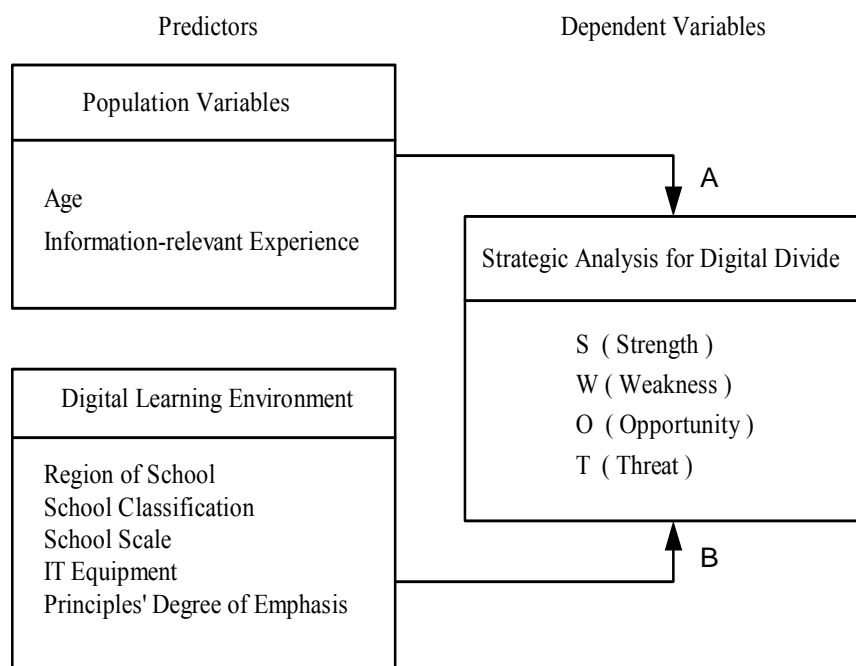 Predictors
Dependent Variables
Population Variables
Age
Information-relevant Experience
A
Strategic Analysis for Digital Divide
S ( Strength )
W ( Weakness )
O ( Opportunity )
T ( Threat )
Digital Learning Environment
Region of School
School Classification
School Scale
IT Equipment
Principles' Degree of Emphasis
B